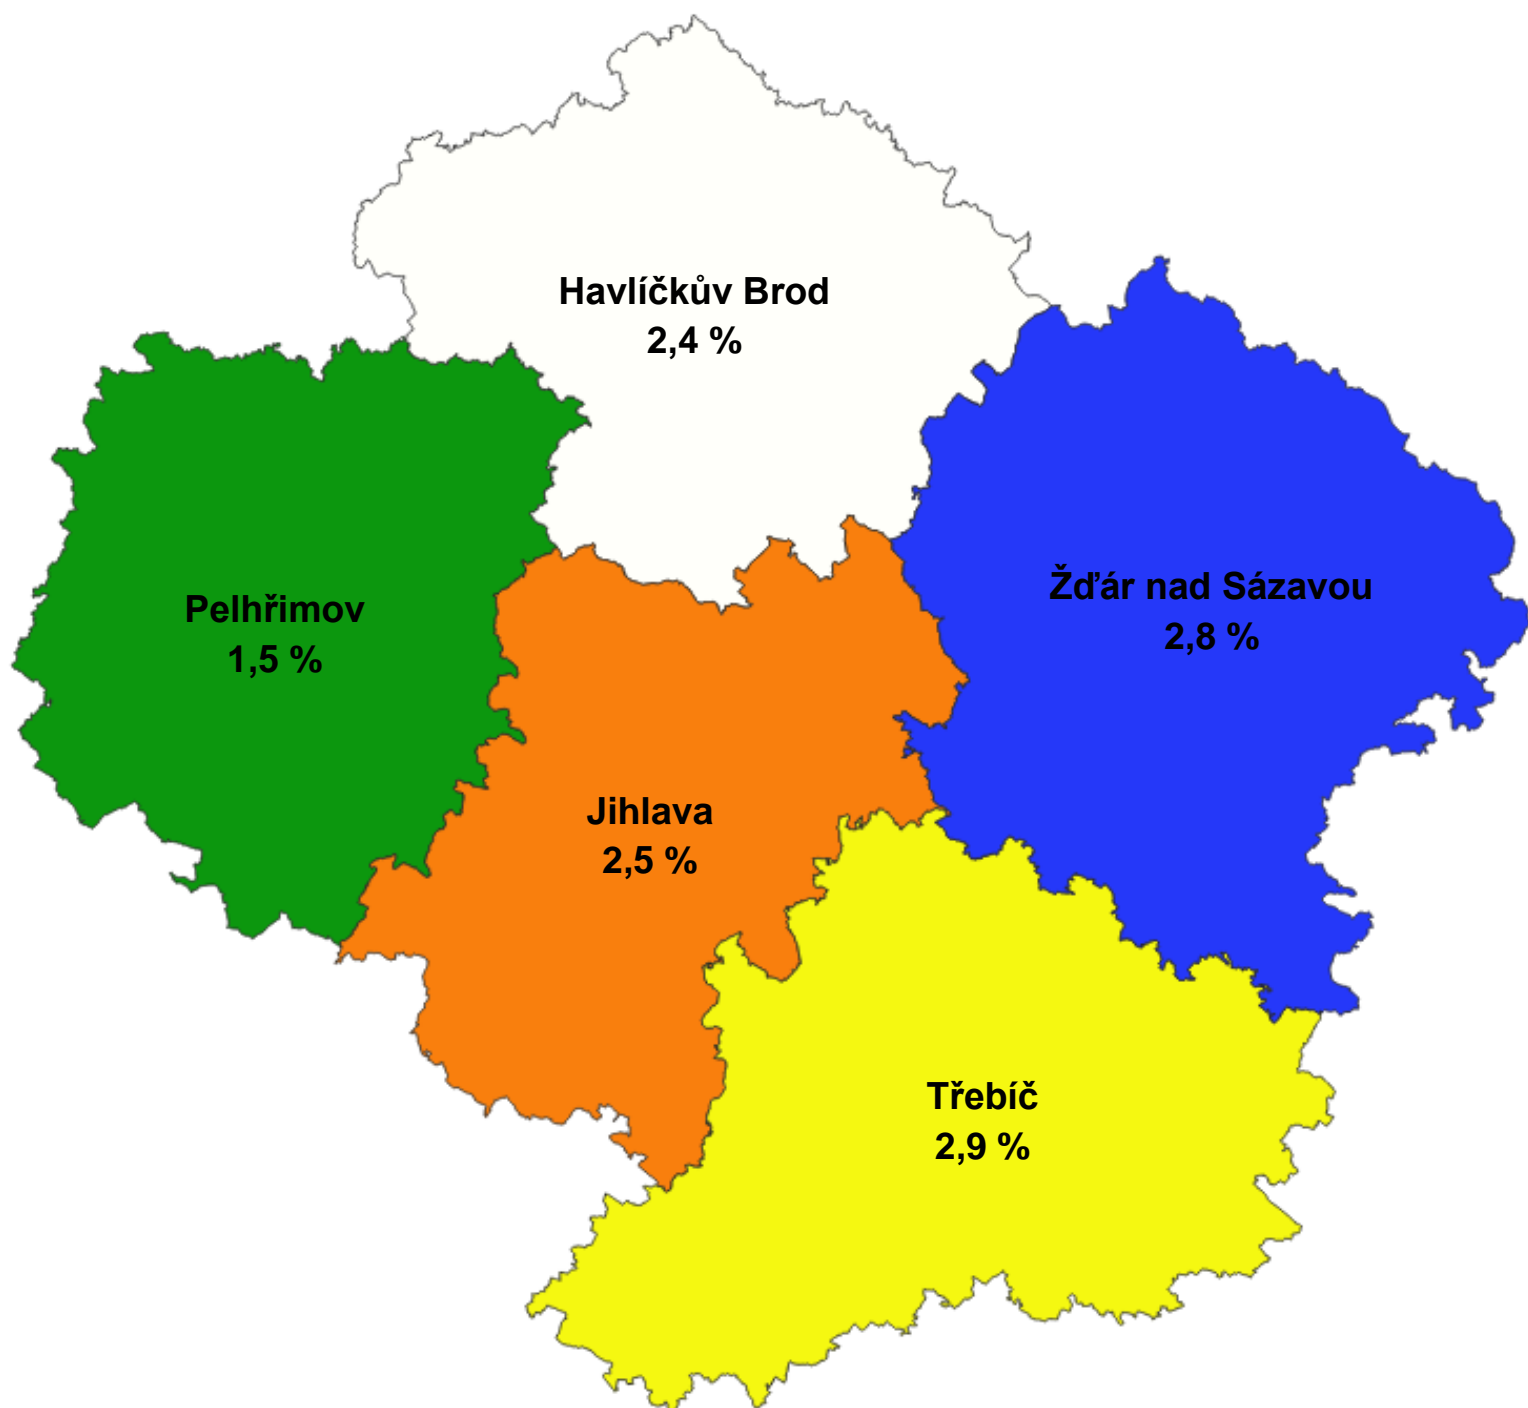 Havlíčkův Brod
2,4 %
Žďár nad Sázavou
2,8 %
Pelhřimov
1,5 %
Jihlava
2,5 %
Třebíč
2,9 %